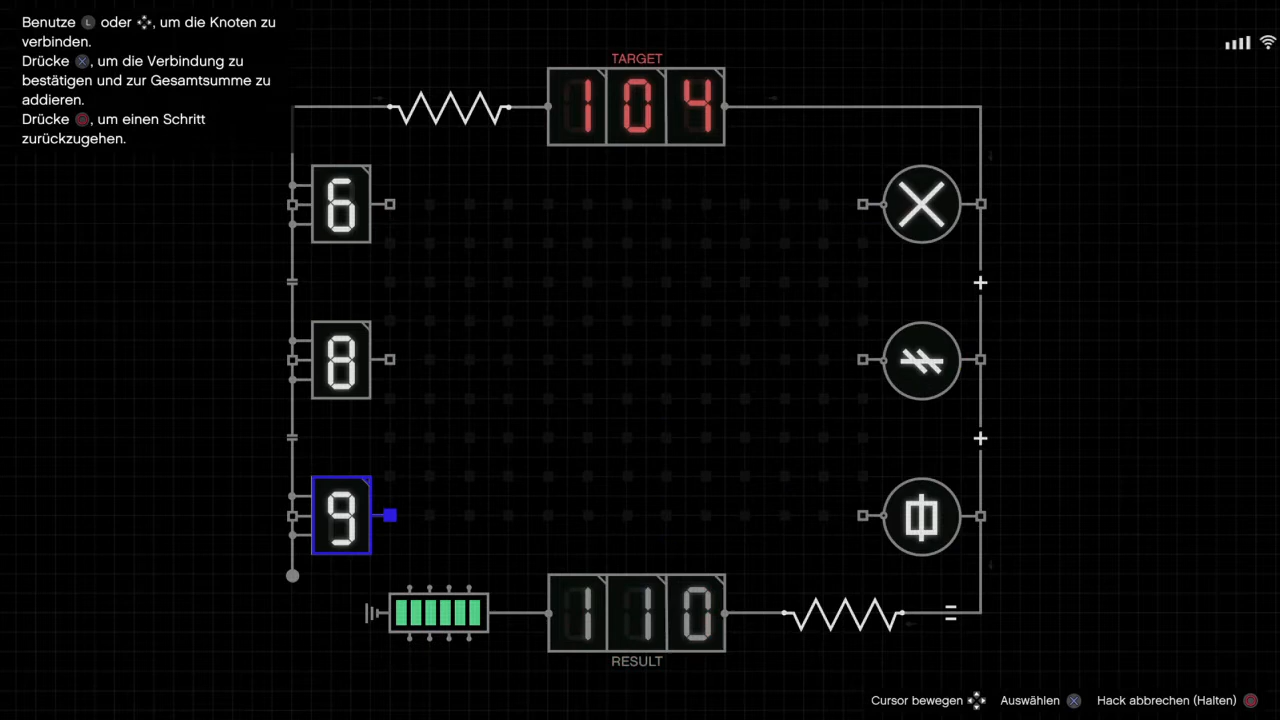 Benutze L oder , um die Knoten zu
verbinden.
Drücke , um die Verbindung zu
bestätigen und zur Gesamtsumme zu
addieren.
Drücke , um einen Schritt
zurückzugehen.
TARGET
104
6
8
9
110
RESULT
Cursor bewegen Auswählen Hack abbrechen (Halten)